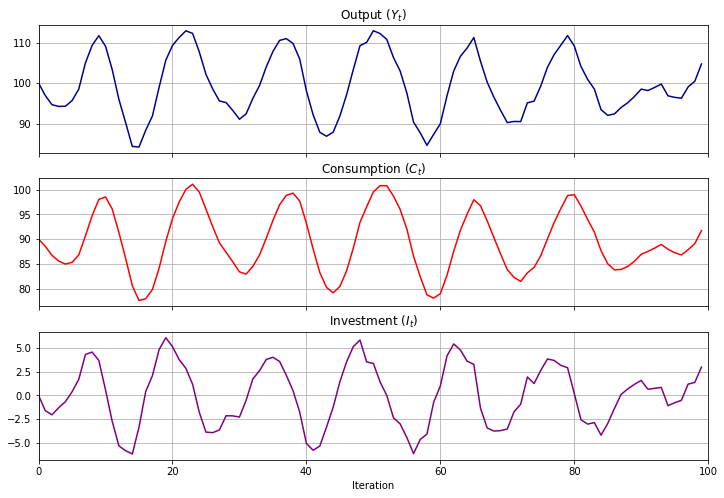 Output (Y_t)
110
100
90
Consumption (C_t)
100
95
90
85
80
Investment (I_t)
5.0
2.5
0.0
−2.5
−5.0
0 20 40 60 80 100
Iteration